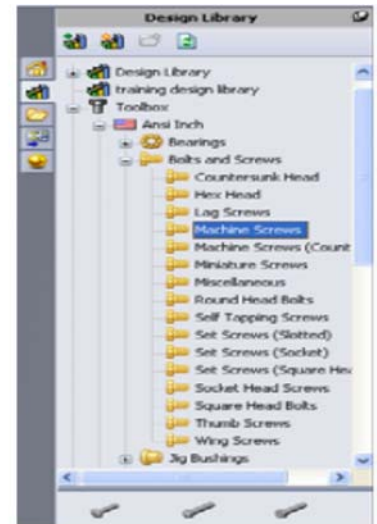 Design Library
Design Library
training design library
Toolbox
Ansi Inch
Bearings
Bolts and Screws
Countersunk Head
Hex Head
Lag Screws
Machine Screws
Machine Screws (Count
Miniature Screws
Miscellaneous
Round Head Bolts
Self Tapping Screws
Set Screws (Slotted)
Set Screws (Socket)
Set Screws (Square Hea
Socket Head Screws
Square Head Bolts
Thumb Screws
Wing Screws
Jig Bushings